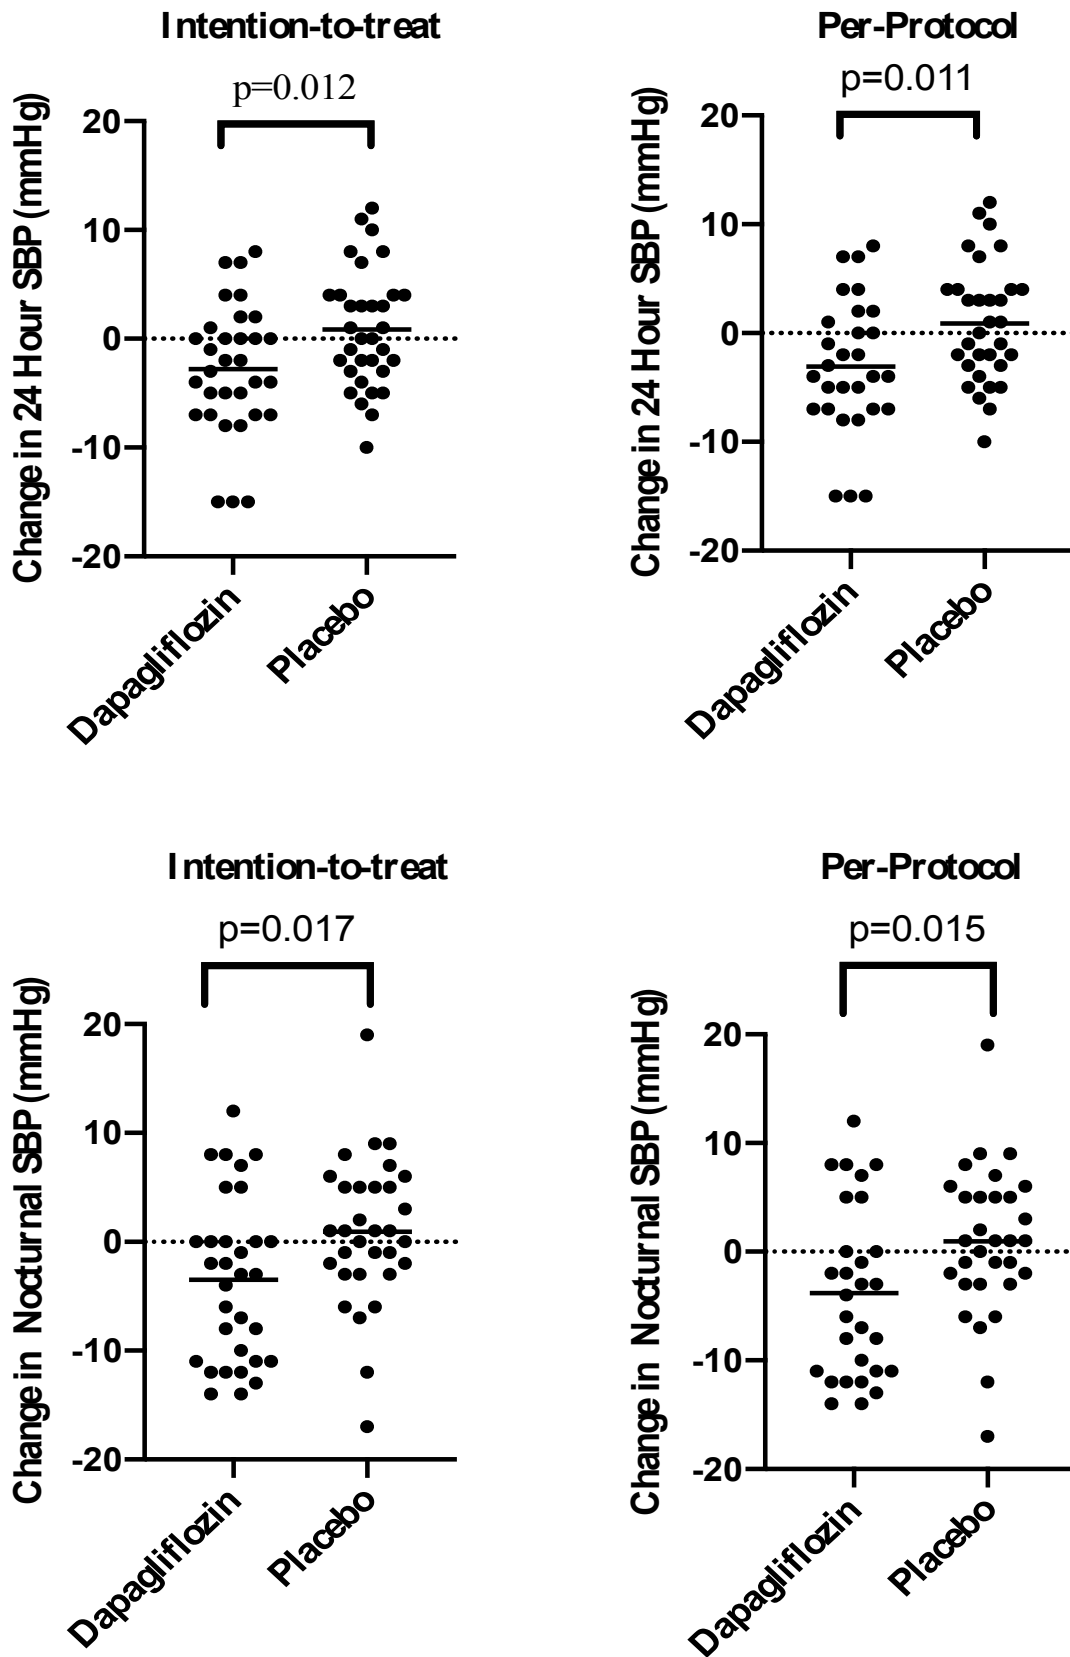 Intention-to-treat
p=0.012
Change in 24 Hour SBP (mmHg)
20
10
0
-10
-20
Dapagliflozin
Placebo
Per-Protocol
p=0.011
Change in 24 Hour SBP (mmHg)
20
10
0
-10
-20
Dapagliflozin
Placebo
Intention-to-treat
p=0.017
Change in Nocturnal SBP (mmHg)
20
10
0
-10
-20
Dapagliflozin
Placebo
Per-Protocol
p=0.015
Change in Nocturnal SBP (mmHg)
20
10
0
-10
-20
Dapagliflozin
Placebo